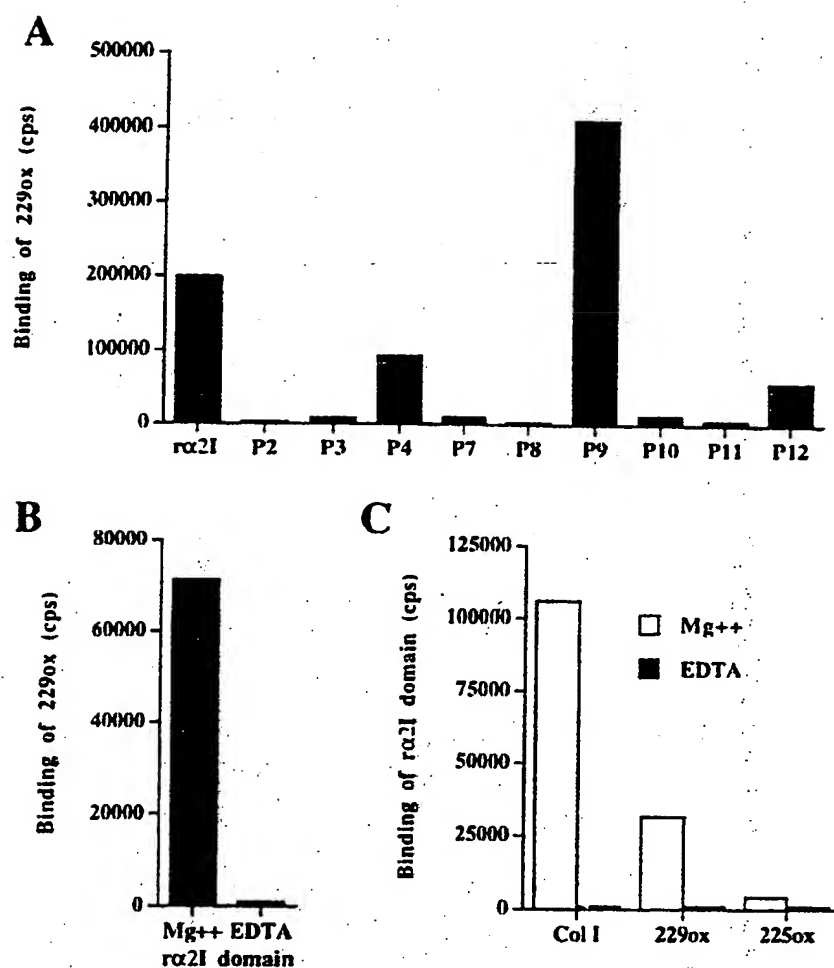 A
500000
400000
300000
200000
100000
0
Binding of 229ox (cps)
rα2I P2 P3 P4 P7 P8 P9 P10 P11 P12
B
80000
60000
40000
20000
0
Binding of 229ox (cps)
Mg++ EDTA
rα2I domain
C
125000
100000
75000
50000
25000
0
Binding of rα2I domain (cps)
Mg++
EDTA
Col I 229ox 225ox